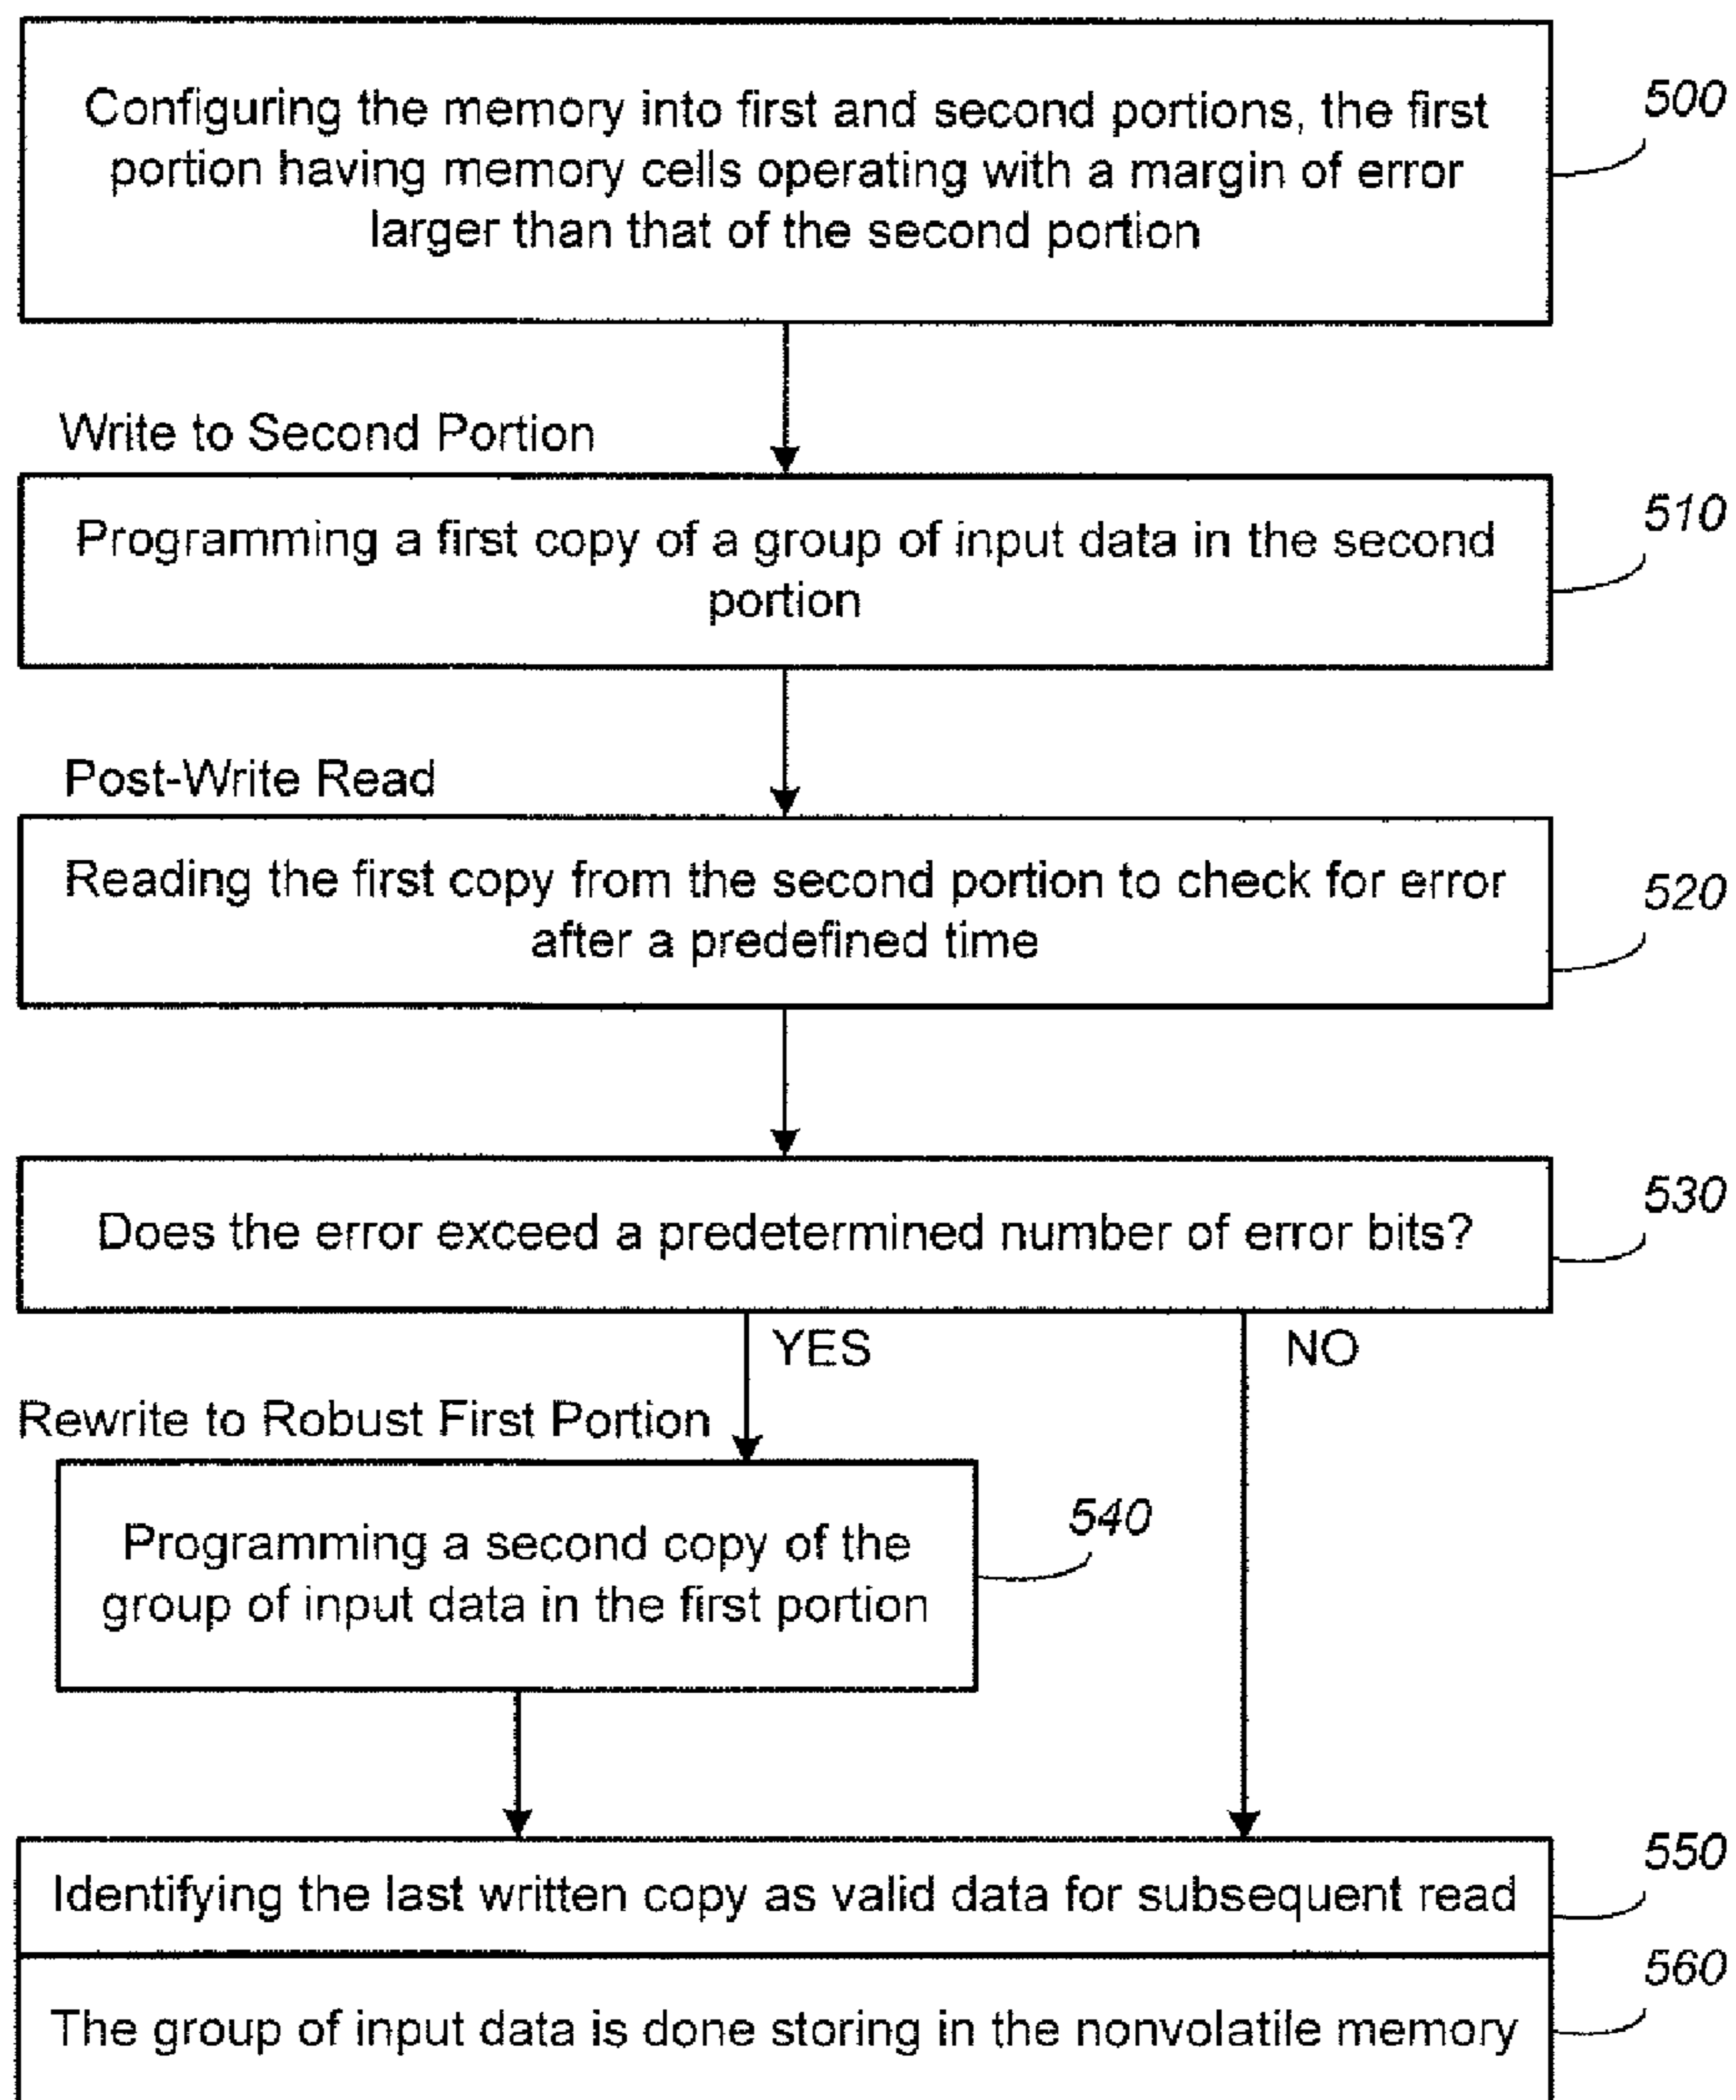 Configuring the memory into first and second portions, the first
portion having memory cells operating with a margin of error
larger than that of the second portion
500
Write to Second Portion
Programming a first copy of a group of input data in the second
portion
510
Post-Write Read
Reading the first copy from the second portion to check for error
after a predefined time
520
Does the error exceed a predetermined number of error bits?
530
YES
NO
Rewrite to Robust First Portion
Programming a second copy of the
group of input data in the first portion
540
Identifying the last written copy as valid data for subsequent read
550
The group of input data is done storing in the nonvolatile memory
560